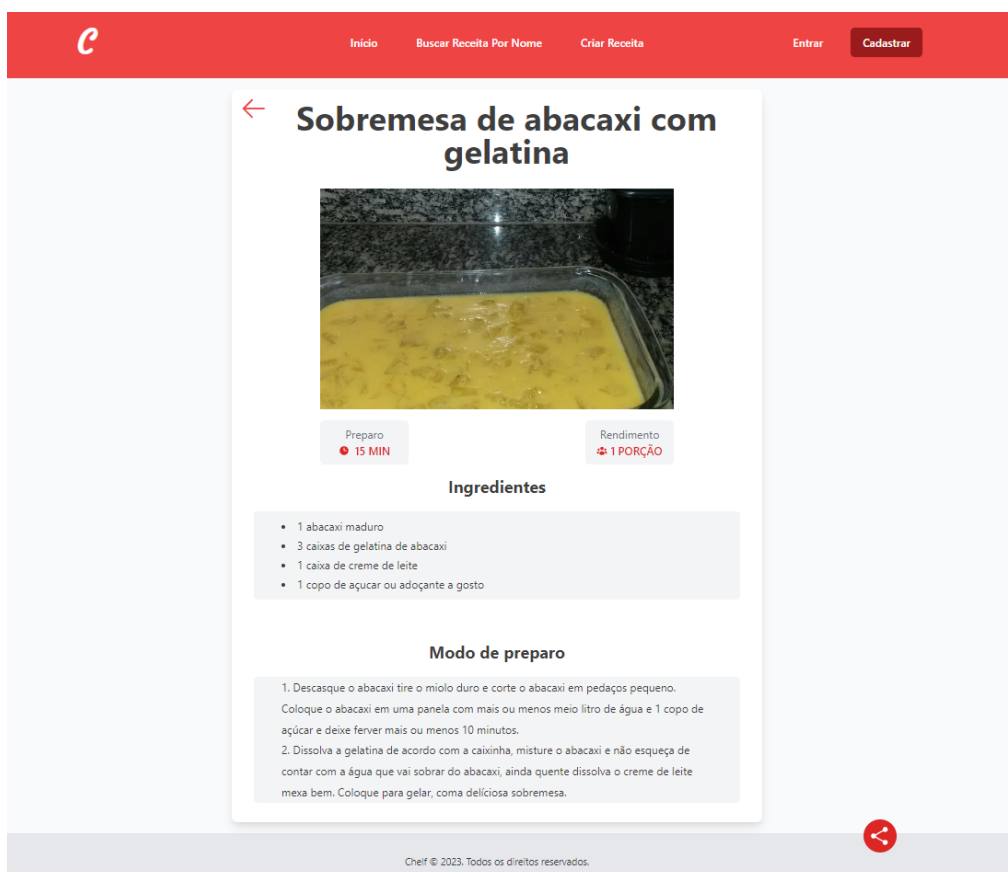 C
Início Buscar Receita Por Nome Criar Receita Entrar Cadastrar
Sobremesa de abacaxi com
gelatina
Preparo
15 MIN
Rendimento
1 PORÇÃO
Ingredientes
• 1 abacaxi maduro
• 3 caixas de gelatina de abacaxi
• 1 caixa de creme de leite
• 1 copo de açucar ou adoçante a gosto
Modo de preparo
1. Descasque o abacaxi tire o miolo duro e corte o abacaxi em pedaços pequeno.
Coloque o abacaxi em uma panela com mais ou menos meio litro de água e 1 copo de
açúcar e deixe ferver mais ou menos 10 minutos.
2. Dissolva a gelatina de acordo com a caixinha, misture o abacaxi e não esqueça de
contar com a água que vai sobrar do abacaxi, ainda quente dissolva o creme de leite
mexa bem. Coloque para gelar, coma delíciosa sobremesa.
Chelf © 2023. Todos os direitos reservados.